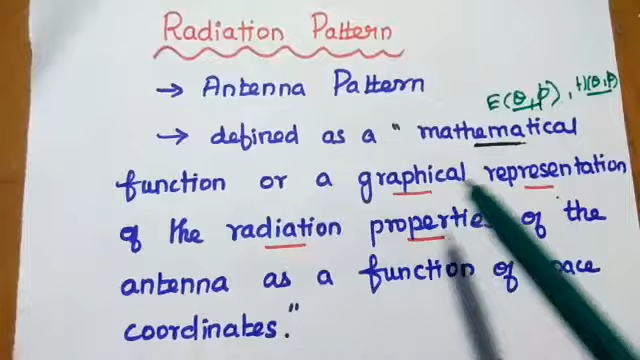 Radiation Pattern
→ Antenna Pattern
E(θ,φ), H(θ,φ)
→ defined as a "mathematical
function or a graphical representation
of the radiation properties of the
antenna as a function of
coordinates."